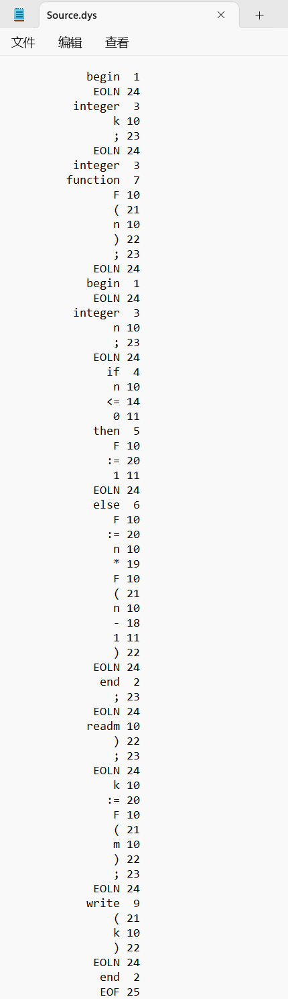 Source.dys
文件 编辑 查看
begin 1
EOLN 24
integer 3
k 10
; 23
EOLN 24
integer 3
function 7
F 10
( 21
n 10
) 22
; 23
EOLN 24
begin 1
EOLN 24
integer 3
n 10
; 23
EOLN 24
if 4
n 10
<= 14
0 11
then 5
F 10
:= 20
1 11
EOLN 24
else 6
F 10
:= 20
n 10
* 19
F 10
( 21
n 10
- 18
1 11
) 22
EOLN 24
end 2
; 23
EOLN 24
readm 10
) 22
; 23
EOLN 24
k 10
:= 20
F 10
( 21
m 10
) 22
; 23
EOLN 24
write 9
( 21
k 10
) 22
EOLN 24
end 2
EOF 25